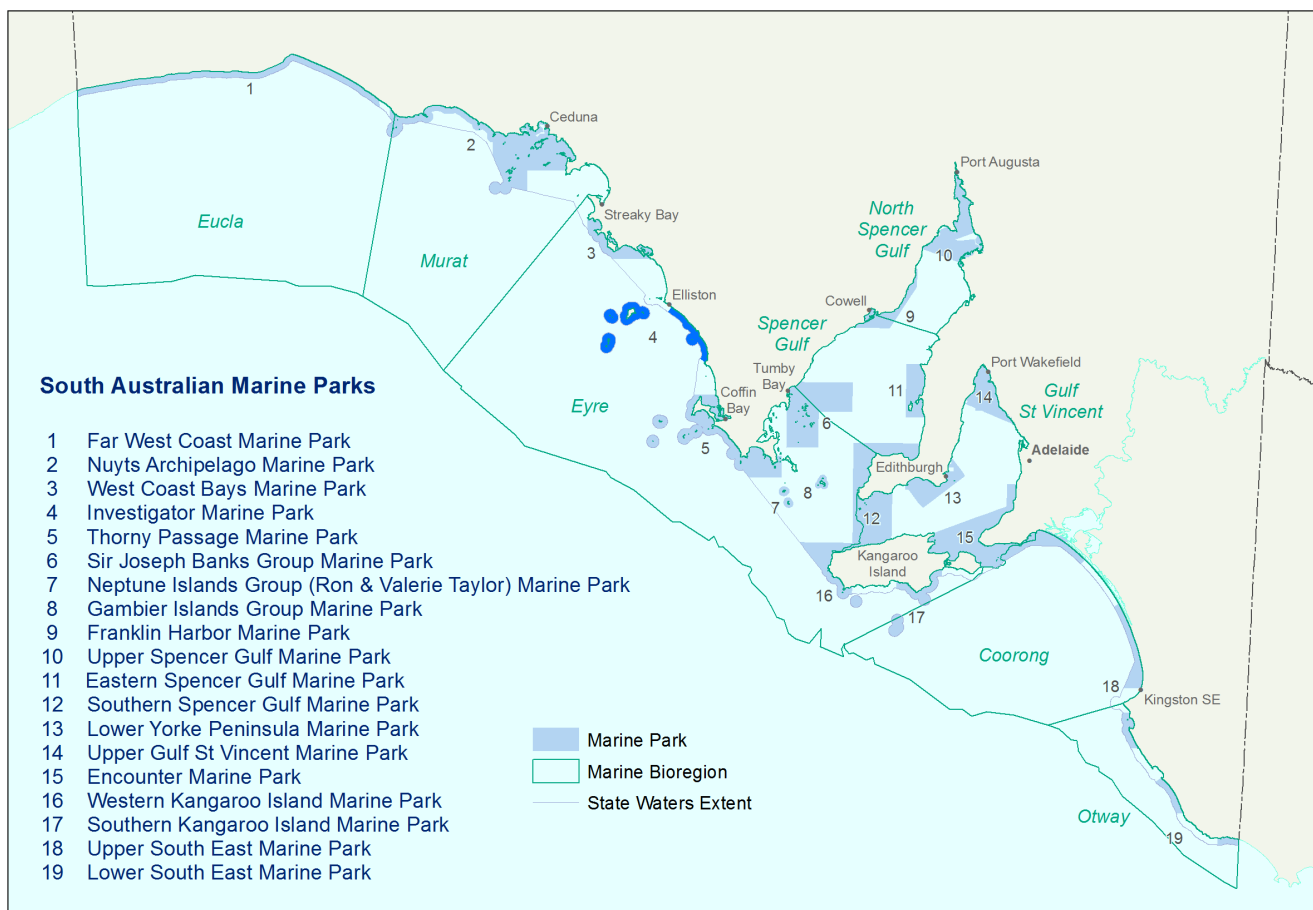 1
Ceduna
2
Port Augusta
Streaky Bay
North
Spencer
Gulf
Eucla
3
10
Murat
Elliston
Cowell
9
4
Spencer
Gulf
Port Wakefield
Tumby
Bay
11
Gulf
St Vincent
14
South Australian Marine Parks
Coffin
Bay
Eyre
6
5
Adelaide
Edithburgh
8
13
7
12
15
Kangaroo
Island
16
17
Coorong
18
Kingston SE
Otway
19
1 Far West Coast Marine Park
2 Nuyts Archipelago Marine Park
3 West Coast Bays Marine Park
4 Investigator Marine Park
5 Thorny Passage Marine Park
6 Sir Joseph Banks Group Marine Park
7 Neptune Islands Group (Ron & Valerie Taylor) Marine Park
8 Gambier Islands Group Marine Park
9 Franklin Harbor Marine Park
10 Upper Spencer Gulf Marine Park
11 Eastern Spencer Gulf Marine Park
12 Southern Spencer Gulf Marine Park
13 Lower Yorke Peninsula Marine Park
14 Upper Gulf St Vincent Marine Park
15 Encounter Marine Park
16 Western Kangaroo Island Marine Park
17 Southern Kangaroo Island Marine Park
18 Upper South East Marine Park
19 Lower South East Marine Park
Marine Park
Marine Bioregion
State Waters Extent